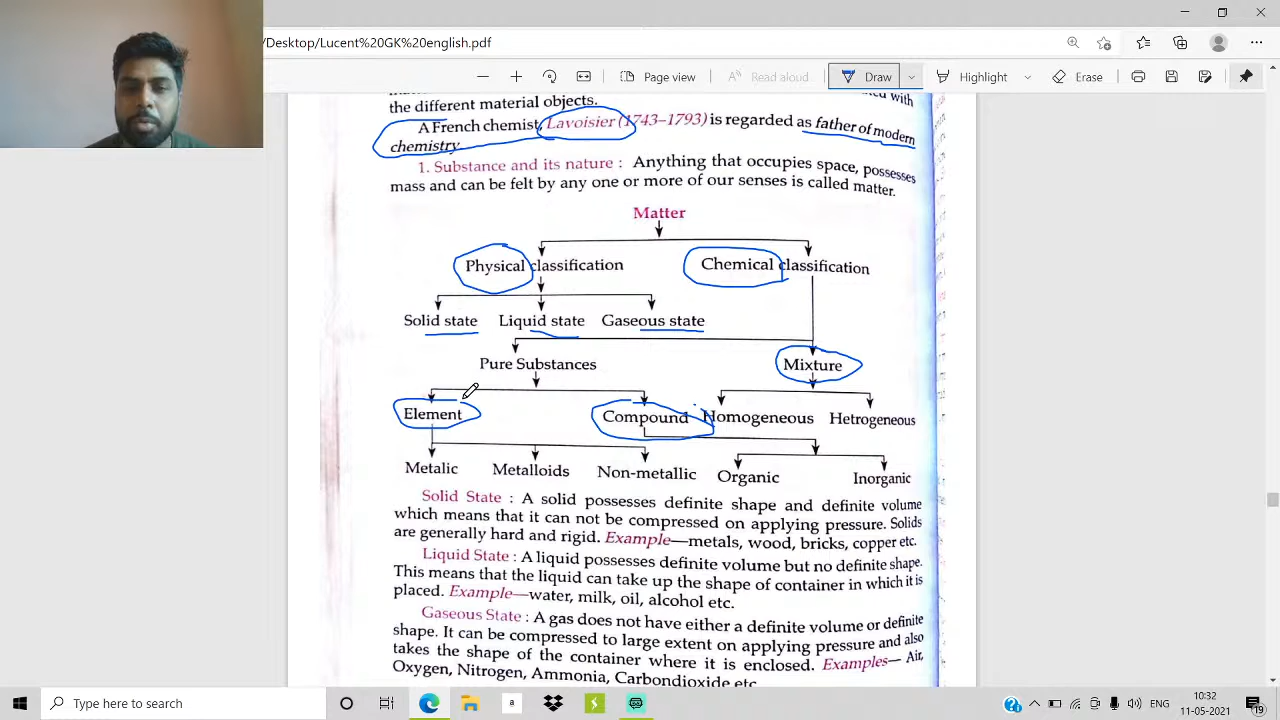 /Desktop/Lucent%20GK%20english.pdf
Page view
Read aloud
Draw
Highlight
Erase
the different material objects.
A French chemist, Lavoisier (1743–1793) is regarded as father of modern
chemistry.
1. Substance and its nature : Anything that occupies space, possesses
mass and can be felt by any one or more of our senses is called matter.
Matter
Physical classification
Chemical classification
Solid state
Liquid state
Gaseous state
Pure Substances
Mixture
Element
Compound
Homogeneous
Hetrogeneous
Metalic
Metalloids
Non-metallic
Organic
Inorganic
Solid State : A solid possesses definite shape and definite volume
which means that it can not be compressed on applying pressure. Solids
are generally hard and rigid. Example—metals, wood, bricks, copper etc.
Liquid State : A liquid possesses definite volume but no definite shape.
This means that the liquid can take up the shape of container in which it is
placed. Example—water, milk, oil, alcohol etc.
Gaseous State : A gas does not have either a definite volume or definite
shape. It can be compressed to large extent on applying pressure and also
takes the shape of the container where it is enclosed. Examples— Air,
Oxygen, Nitrogen, Ammonia, Carbondioxide etc.
Type here to search
ENG
10:32
11-05-2021
19